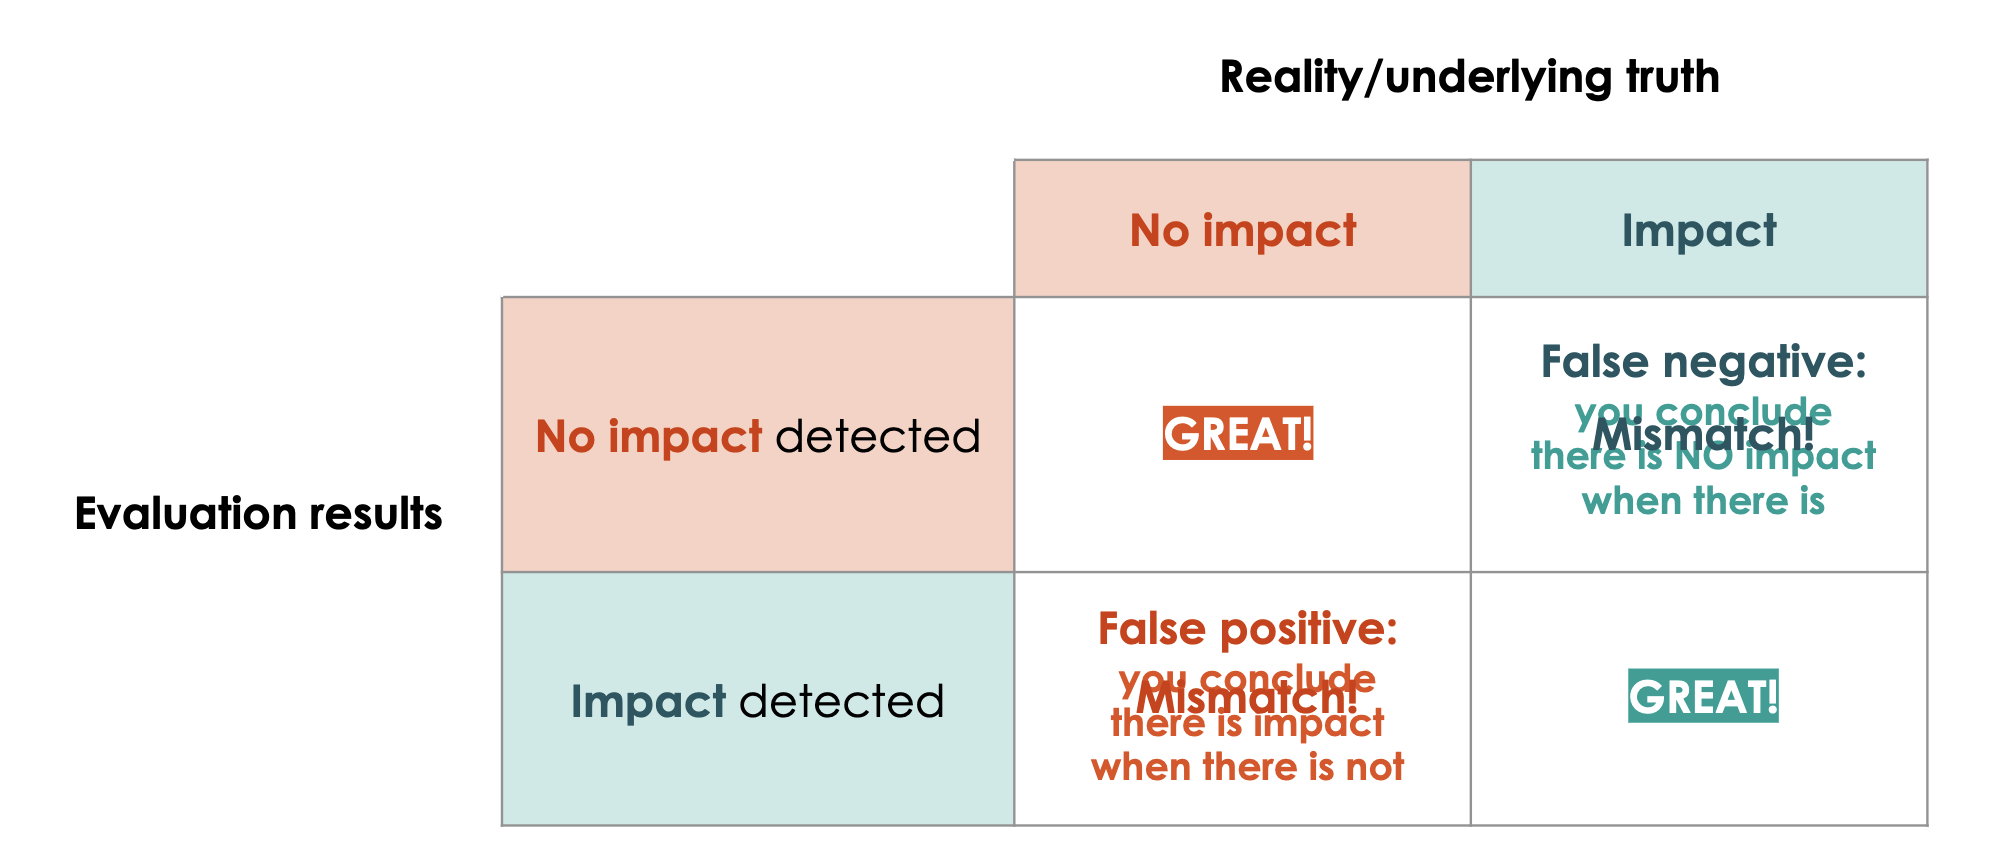 Reality/underlying truth
No impact
Impact
Evaluation results
No impact detected
GREAT!
False negative:
you conclude
Mismatch!
there is NO impact
when there is
Impact detected
False positive:
you conclude
Mismatch!
there is impact
when there is not
GREAT!